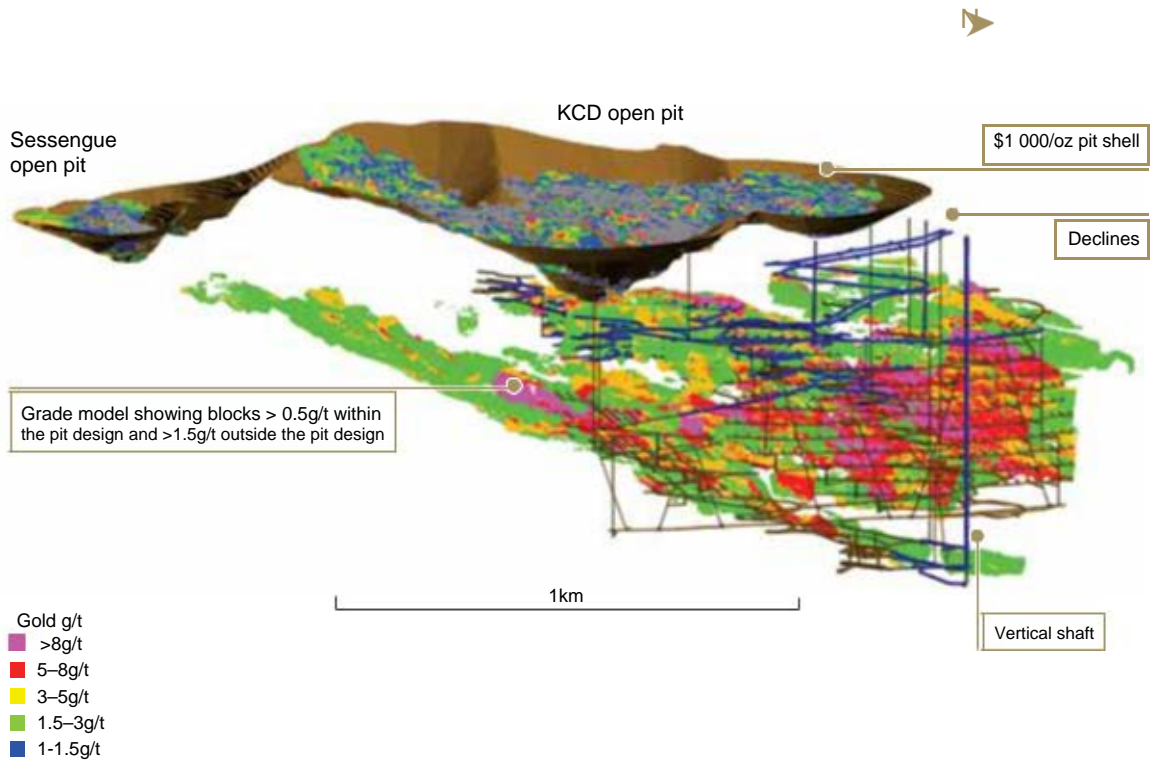 N
KCD open pit
Sessengue
open pit
$1 000/oz pit shell
Declines
Grade model showing blocks > 0.5g/t within
the pit design and >1.5g/t outside the pit design
1km
Vertical shaft
Gold g/t
>8g/t
5–8g/t
3–5g/t
1.5–3g/t
1-1.5g/t